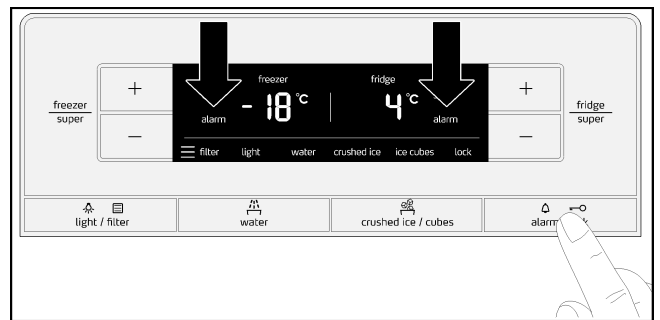 freezer
super
+
−
freezer
fridge
alarm
- 18 °C
4 °C
alarm
filter
light
water
crushed ice
ice cubes
lock
+
−
fridge
super
light / filter
water
crushed ice / cubes
alarm